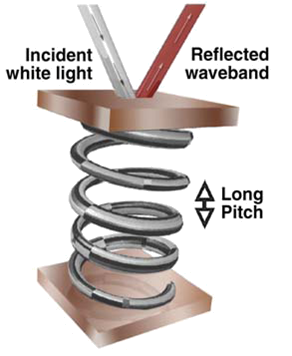 Incident
white light
Reflected
waveband
Long
Pitch